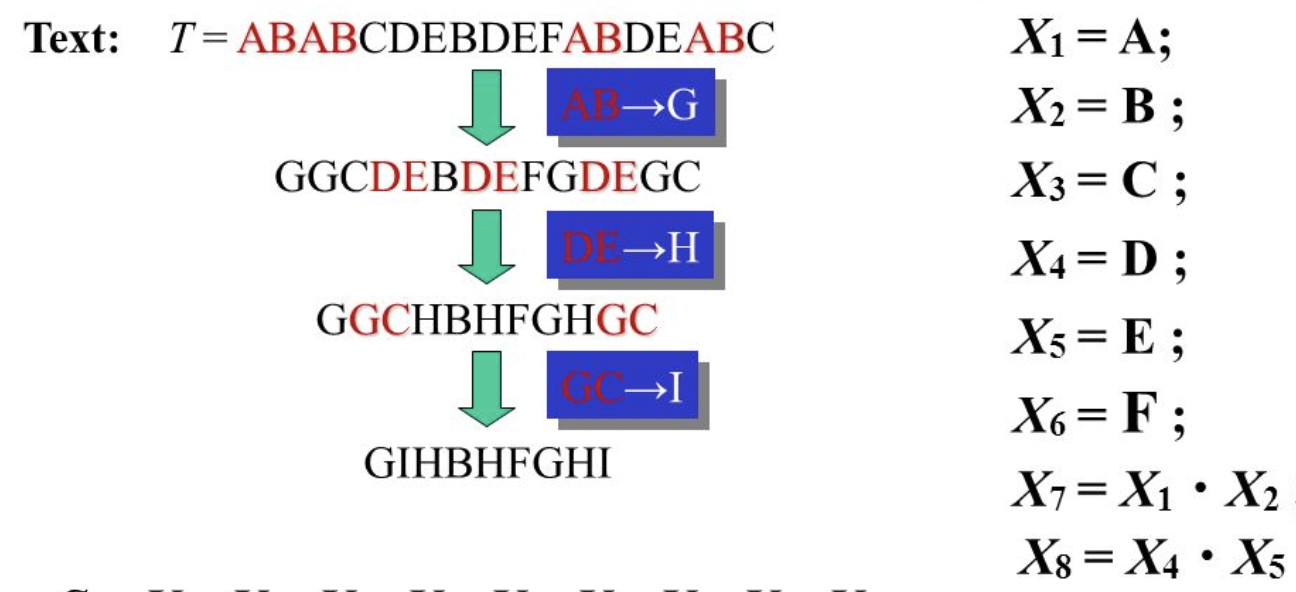 Text: T = ABABCDEBDEFABDEABC
AB→G
GGCDEBDEFGDEGC
DE→H
GGCHBHFGHGC
GC→I
GIHBHFGHI
X1 = A;
X2 = B ;
X3 = C ;
X4 = D ;
X5 = E ;
X6 = F ;
X7 = X1 · X2
X8 = X4 · X5